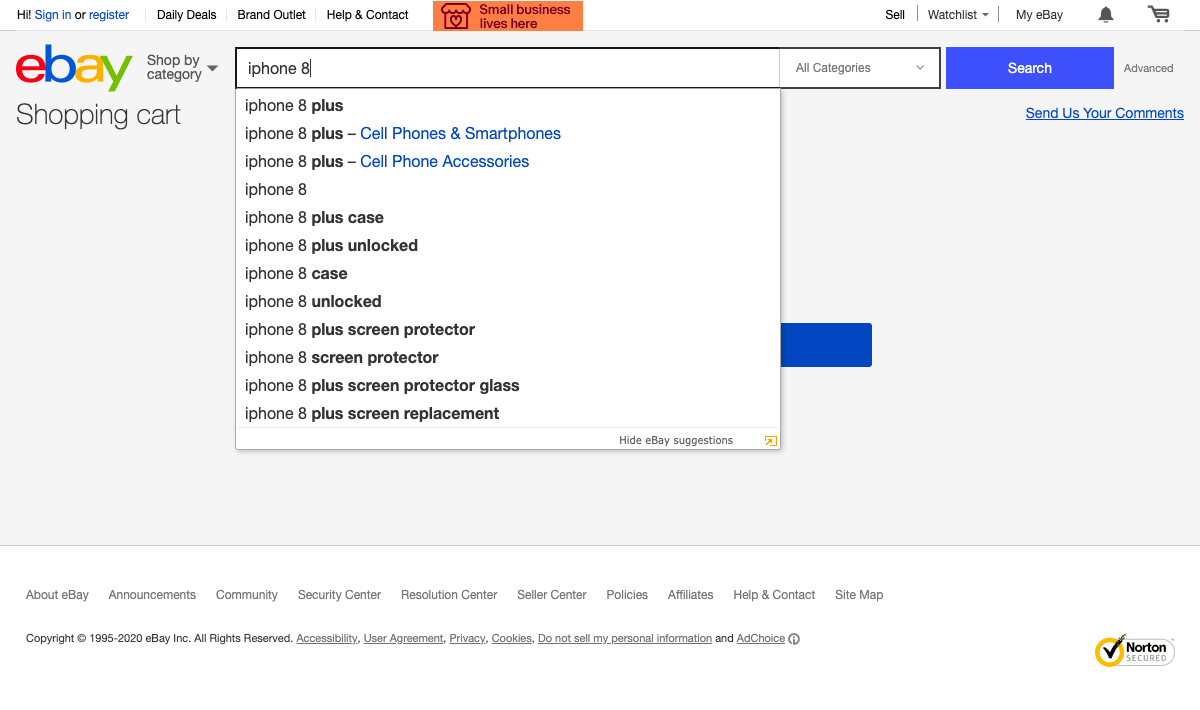 Hi! Sign in or register
Daily Deals
Brand Outlet
Help & Contact
Small business
lives here
Sell
Watchlist
My eBay
ebay
Shop by
category
iphone 8
All Categories
Search
Advanced
Shopping cart
Send Us Your Comments
iphone 8 plus
iphone 8 plus – Cell Phones & Smartphones
iphone 8 plus – Cell Phone Accessories
iphone 8
iphone 8 plus case
iphone 8 plus unlocked
iphone 8 case
iphone 8 unlocked
iphone 8 plus screen protector
iphone 8 screen protector
iphone 8 plus screen protector glass
iphone 8 plus screen replacement
Hide eBay suggestions
About eBay
Announcements
Community
Security Center
Resolution Center
Seller Center
Policies
Affiliates
Help & Contact
Site Map
Copyright © 1995-2020 eBay Inc. All Rights Reserved. Accessibility, User Agreement, Privacy, Cookies, Do not sell my personal information and AdChoice
Norton
SECURED